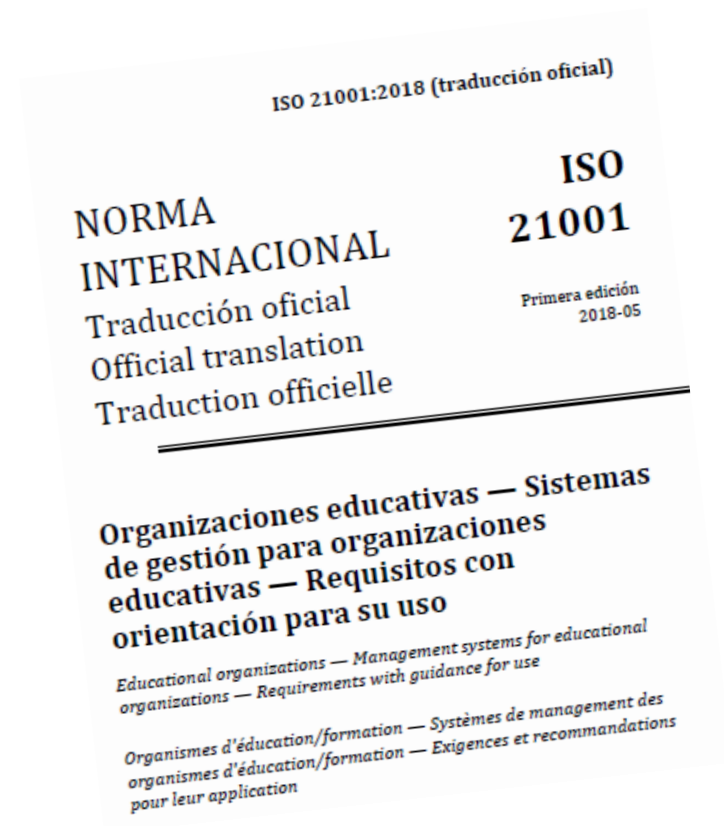 ISO 21001:2018 (traducción oficial)
NORMA
INTERNACIONAL
Traducción oficial
Official translation
Traduction officielle
ISO
21001
Primera edición
2018-05
Organizaciones educativas — Sistemas
de gestión para organizaciones
educativas — Requisitos con
orientación para su uso
Educational organizations — Management systems for educational
organizations — Requirements with guidance for use
Organismes d'éducation/formation — Systèmes de management des
organismes d'éducation/formation — Exigences et recommandations
pour leur application